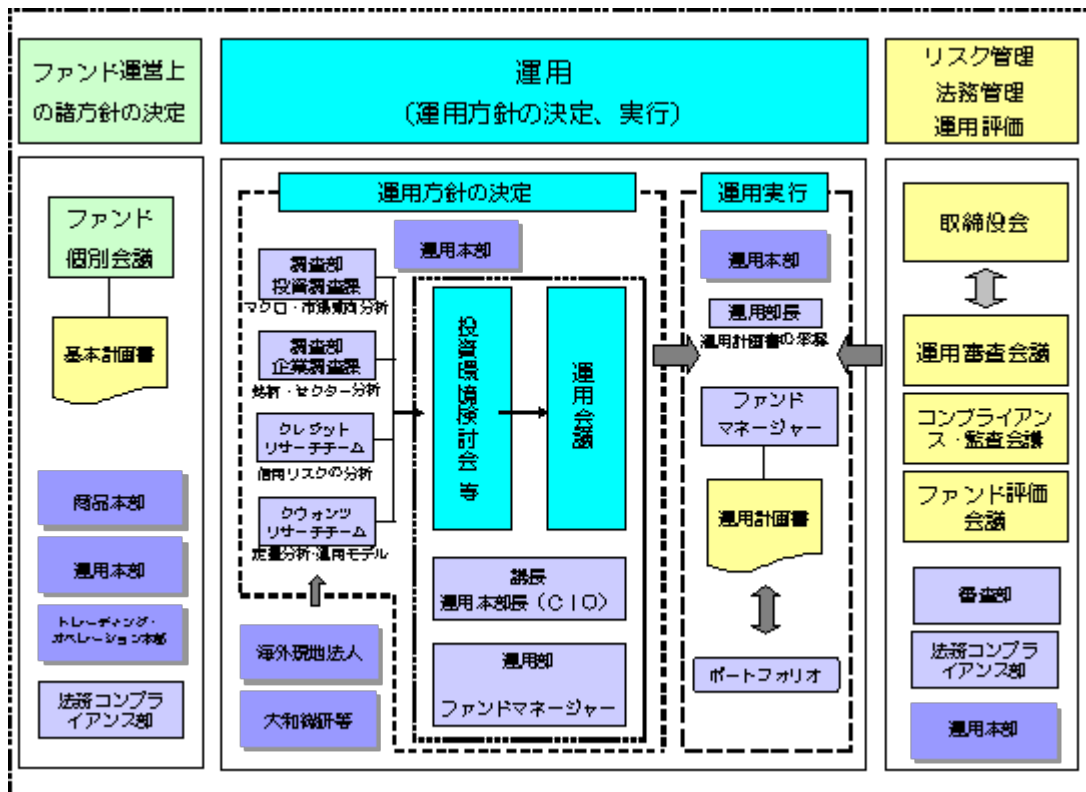 ファンド運営上
の諸方針の決定
運用
(運用方針の決定、実行)
リスク管理
法務管理
運用評価
ファンド
個別会議
基本計画書
商品本部
運用本部
トレーディング・
オペレーション本部
法務コンプラ
イアンス部
運用方針の決定
運用本部
調査部
投資調査課
マクロ・市場動向分析
調査部
企業調査課
銘柄・セクター分析
クレジット
リサーチチーム
信用リスクの分析
クウォンツ
リサーチチーム
定量分析・運用モデル
海外現地法人
大和総研等
投資環境検討会 等
運用会議
議長
運用本部長(CIO)
運用部
ファンドマネージャー
運用実行
運用本部
運用部長
運用計画書の承認
ファンド
マネージャー
運用計画書
ポートフォリオ
取締役会
運用審査会議
コンプライアン
ス・監査会議
ファンド評価
会議
審査部
法務コンプラ
イアンス部
運用本部